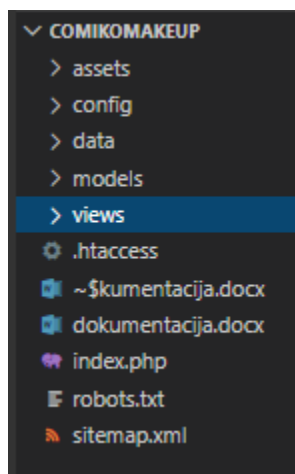 COMIKOMAKEUP
assets
config
data
models
views
.htaccess
~$kumentacija.docx
dokumentacija.docx
index.php
robots.txt
sitemap.xml